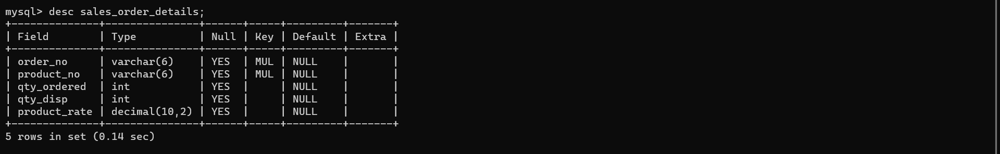 mysql> desc sales_order_details;
+--------------+---------------+------+-----+---------+-------+
| Field        | Type          | Null | Key | Default | Extra |
+--------------+---------------+------+-----+---------+-------+
| order_no     | varchar(6)    | YES  | MUL | NULL    |       |
| product_no   | varchar(6)    | YES  | MUL | NULL    |       |
| qty_ordered  | int           | YES  |     | NULL    |       |
| qty_disp     | int           | YES  |     | NULL    |       |
| product_rate | decimal(10,2) | YES  |     | NULL    |       |
+--------------+---------------+------+-----+---------+-------+
5 rows in set (0.14 sec)